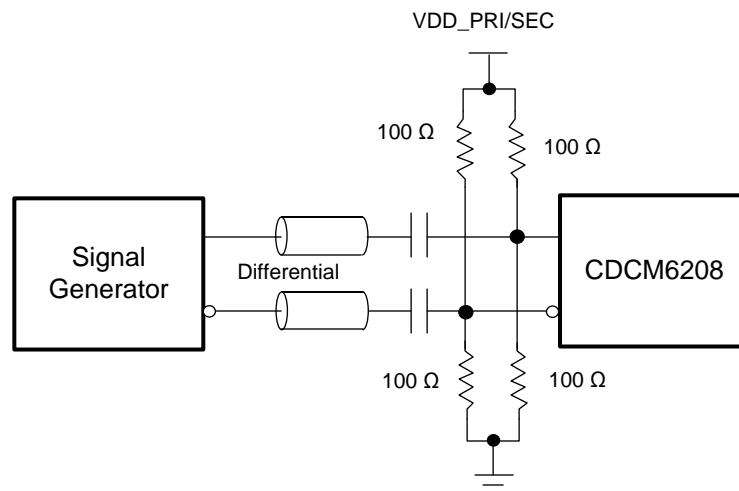 VDD_PRI/SEC
100 Ω
100 Ω
Signal
Generator
Differential
CDCM6208
100 Ω
100 Ω